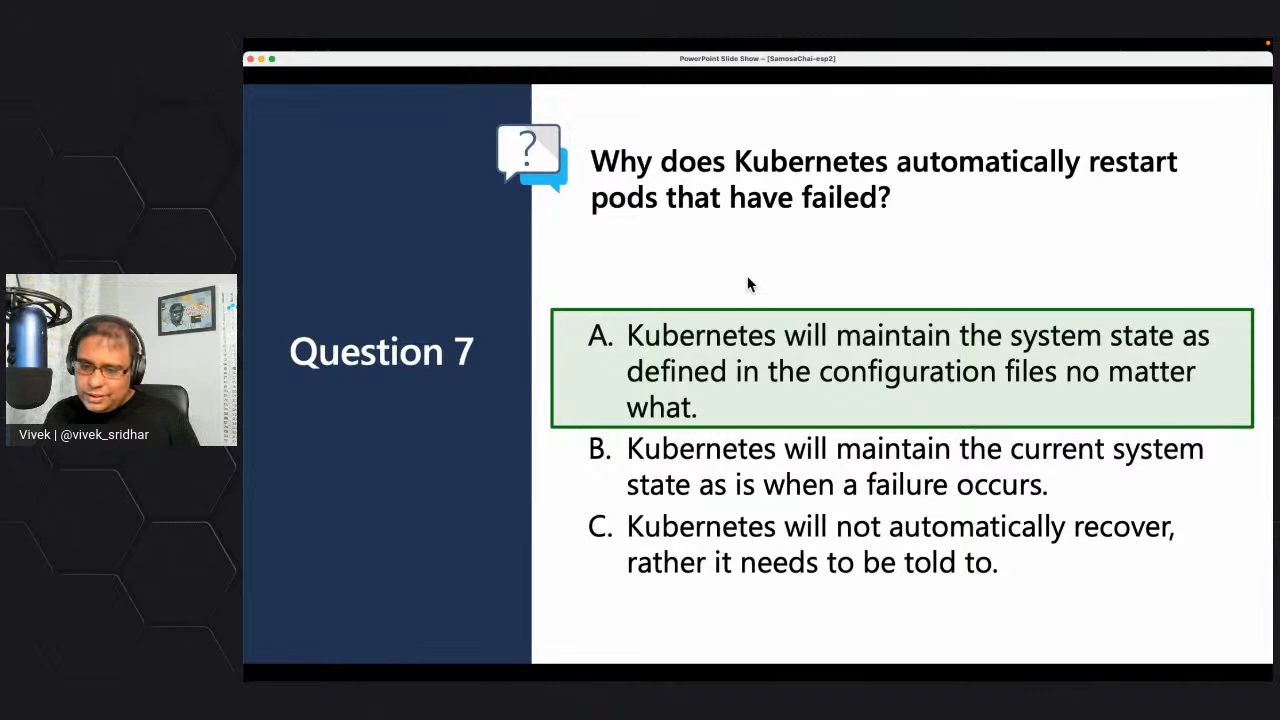 PowerPoint Slide Show – [SamosaChai-esp2]
?
Why does Kubernetes automatically restart
pods that have failed?
Question 7
A. Kubernetes will maintain the system state as
defined in the configuration files no matter
what.
B. Kubernetes will maintain the current system
state as is when a failure occurs.
C. Kubernetes will not automatically recover,
rather it needs to be told to.
Vivek | @vivek_sridhar